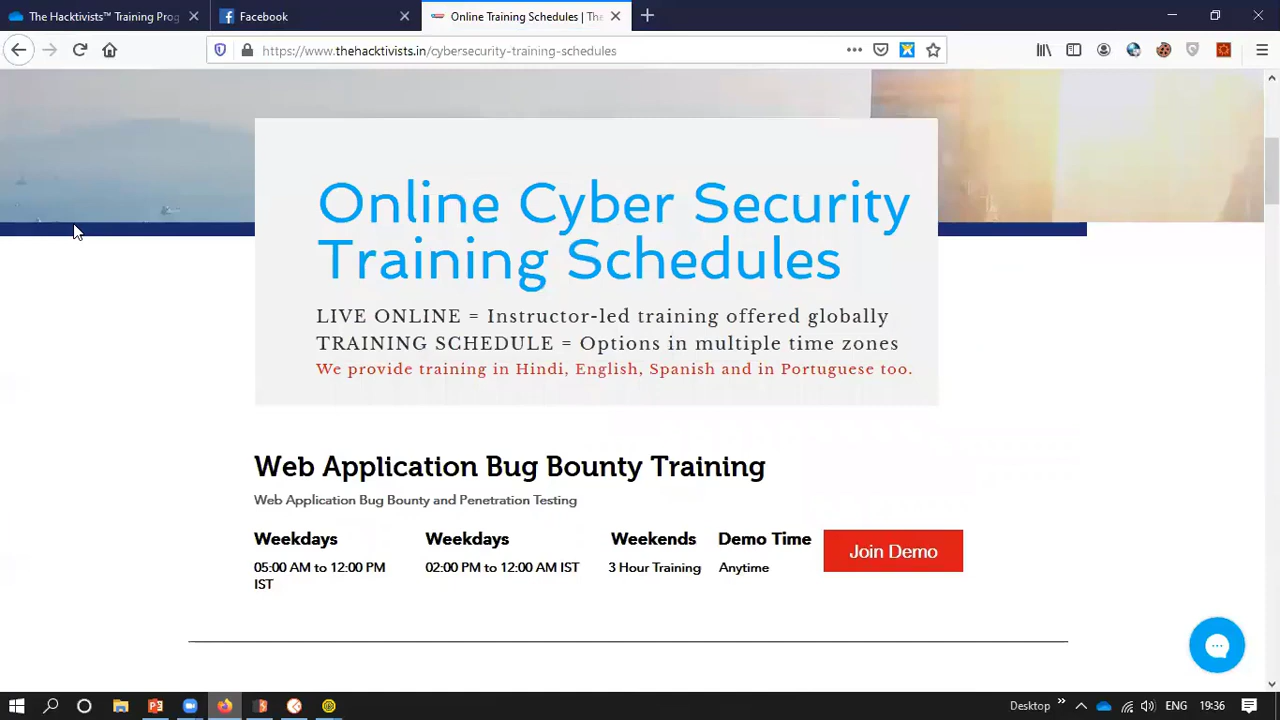 The Hacktivists™ Training Prog
Facebook
Online Training Schedules | The
https://www.thehacktivists.in/cybersecurity-training-schedules
Online Cyber Security
Training Schedules
LIVE ONLINE = Instructor-led training offered globally
TRAINING SCHEDULE = Options in multiple time zones
We provide training in Hindi, English, Spanish and in Portuguese too.
Web Application Bug Bounty Training
Web Application Bug Bounty and Penetration Testing
Weekdays Weekdays Weekends Demo Time
05:00 AM to 12:00 PM 02:00 PM to 12:00 AM IST 3 Hour Training Anytime Join Demo
IST
Desktop ENG 19:36